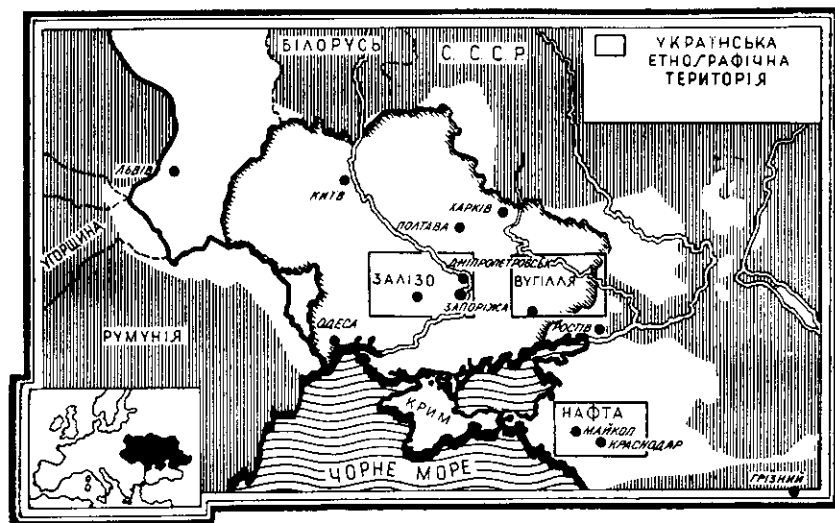 БІЛОРУСЬ
С. С. С. Р.
УКРАЇНСЬКА
ЕТНОГРАФІЧНА
ТЕРИТОРІЯ
ЛЬВІВ
КИЇВ
ХАРКІВ
ПОЛТАВА
УГОРЩИНА
ДНІПРОПЕТРОВСЬК
ЗАЛІЗО
ВУГІЛЛЯ
ЗАПОРІЖА
РОСТІВ
ОДЕСА
РУМУНІЯ
КРИМ
НАФТА
МАЙКОП
КРАСНОДАР
ЧОРНЕ МОРЕ
ГРІЗНИЙ